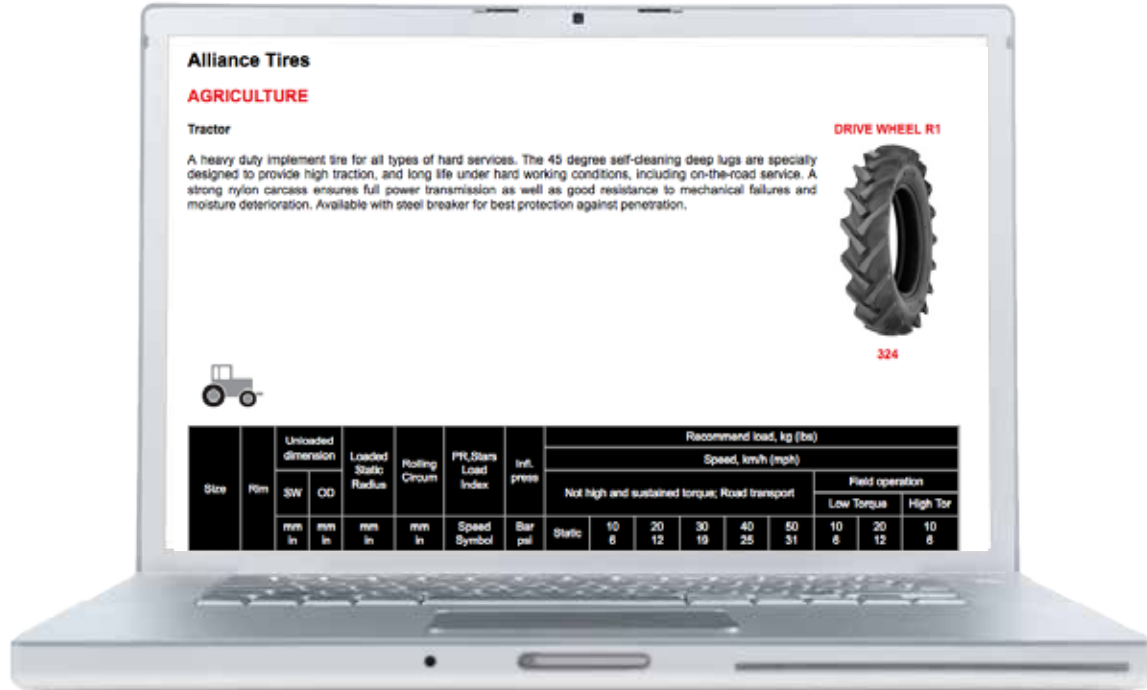 Alliance Tires
AGRICULTURE
Tractor
DRIVE WHEEL R1
A heavy duty implement tire for all types of hard services. The 45 degree self-cleaning deep lugs are specially
designed to provide high traction, and long life under hard working conditions, including on-the-road service. A
strong nylon carcass ensures full power transmission as well as good resistance to mechanical failures and
moisture deterioration. Available with steel breaker for best protection against penetration.
324
Size
Rim
Unloaded
dimension
SW
OD
Loaded
Static
Radius
Rolling
Circum
PR,Stars
Load
Index
Infl.
press
Recommend load, kg (lbs)
Speed, km/h (mph)
Not high and sustained torque; Road transport
Field operation
Low Torque
High Tor
mm mm mm mm Speed Bar Static 10 20 30 40 50 10 20 10
in in in in Symbol psi 6 12 19 25 31 6 12 6